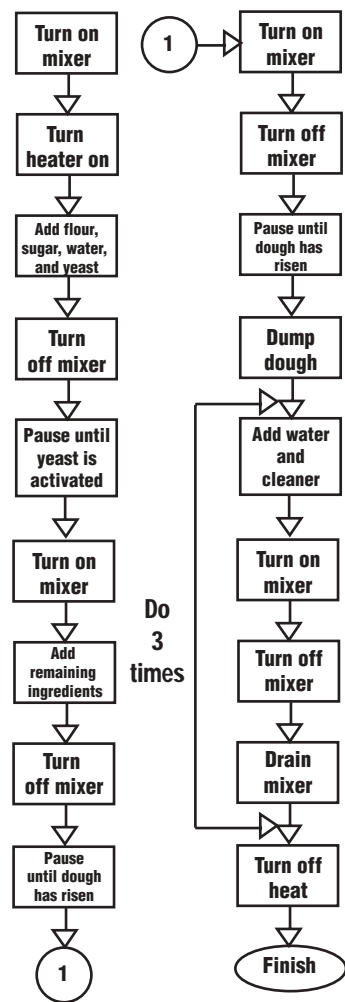 Turn on
mixer
Turn
heater on
Add flour,
sugar, water,
and yeast
Turn
off mixer
Pause until
yeast is
activated
Turn on
mixer
Add
remaining
ingredients
Turn
off mixer
Pause
until dough
has risen
1
1
Turn on
mixer
Turn off
mixer
Pause until
dough has
risen
Dump
dough
Add water
and
cleaner
Turn on
mixer
Turn off
mixer
Drain
mixer
Do
3
times
Turn off
heat
Finish